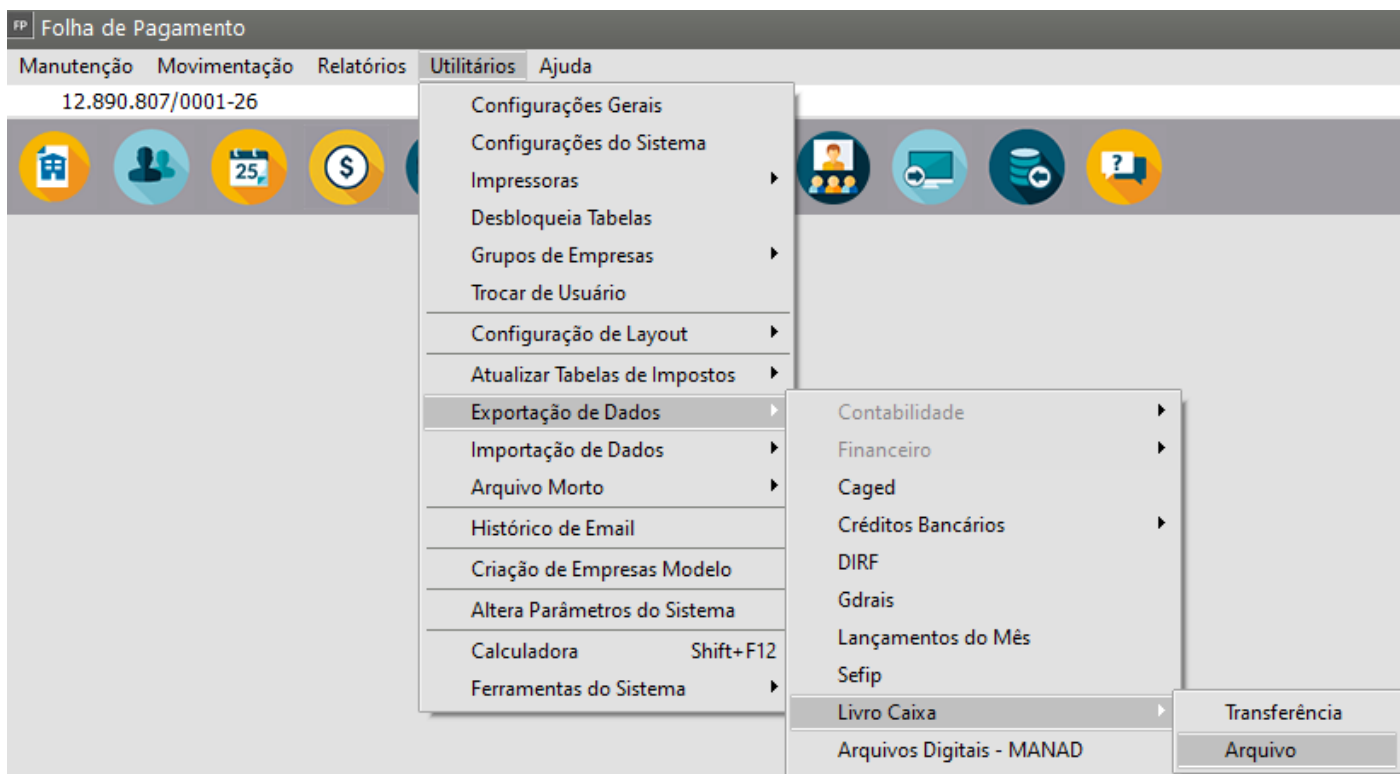 FP Folha de Pagamento
Manutenção Movimentação Relatórios Utilitários Ajuda
12.890.807/0001-26
25
$
?
Configurações Gerais
Configurações do Sistema
Impressoras
Desbloqueia Tabelas
Grupos de Empresas
Trocar de Usuário
Configuração de Layout
Atualizar Tabelas de Impostos
Exportação de Dados
Importação de Dados
Arquivo Morto
Histórico de Email
Criação de Empresas Modelo
Altera Parâmetros do Sistema
Calculadora Shift+F12
Ferramentas do Sistema
Contabilidade
Financeiro
Caged
Créditos Bancários
DIRF
Gdrais
Lançamentos do Mês
Sefip
Livro Caixa
Arquivos Digitais - MANAD
Transferência
Arquivo